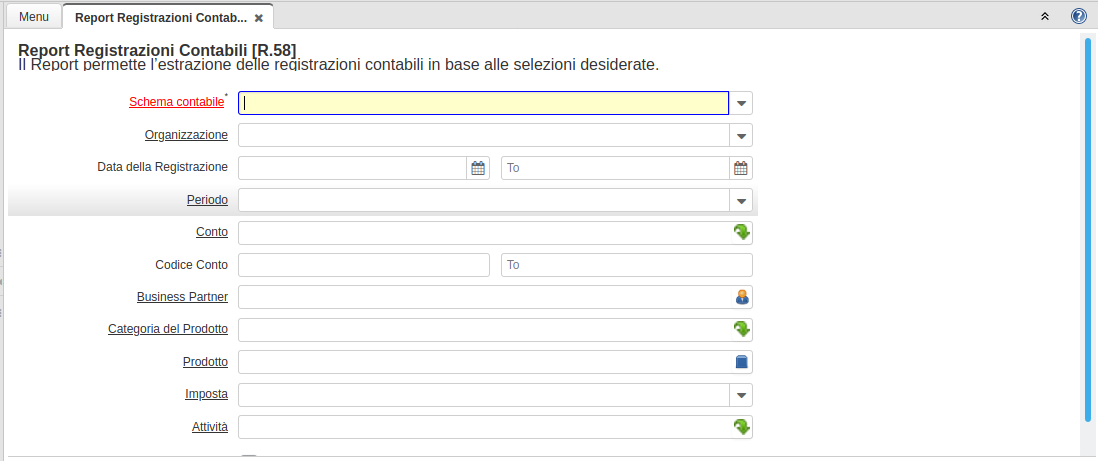 Menu
Report Registrazioni Contab...
Report Registrazioni Contabili [R.58]
Il Report permette l'estrazione delle registrazioni contabili in base alle selezioni desiderate.
Schema contabile*
Organizzazione
Data della Registrazione To
Periodo
Conto
Codice Conto To
Business Partner
Categoria del Prodotto
Prodotto
Imposta
Attività